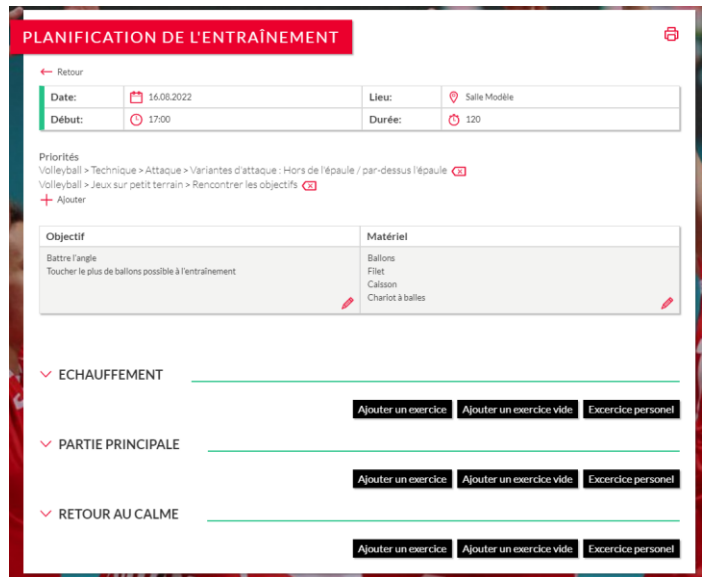 PLANIFICATION DE L'ENTRAÎNEMENT
Retour
Date: 16.08.2022 Lieu: Salle Modèle
Début: 17:00 Durée: 120
Priorités
Volleyball > Technique > Attaque > Variantes d'attaque : Hors de l'épaule / par-dessus l'épaule
Volleyball > Jeux sur petit terrain > Rencontrer les objectifs
Ajouter
Objectif Matériel
Battre l'angle Ballons
Toucher le plus de ballons possible à l'entraînement Filet
Caisson
Chariot à balles
ECHAUFFEMENT
Ajouter un exercice Ajouter un exercice vide Excercice personel
PARTIE PRINCIPALE
Ajouter un exercice Ajouter un exercice vide Excercice personel
RETOUR AU CALME
Ajouter un exercice Ajouter un exercice vide Excercice personel